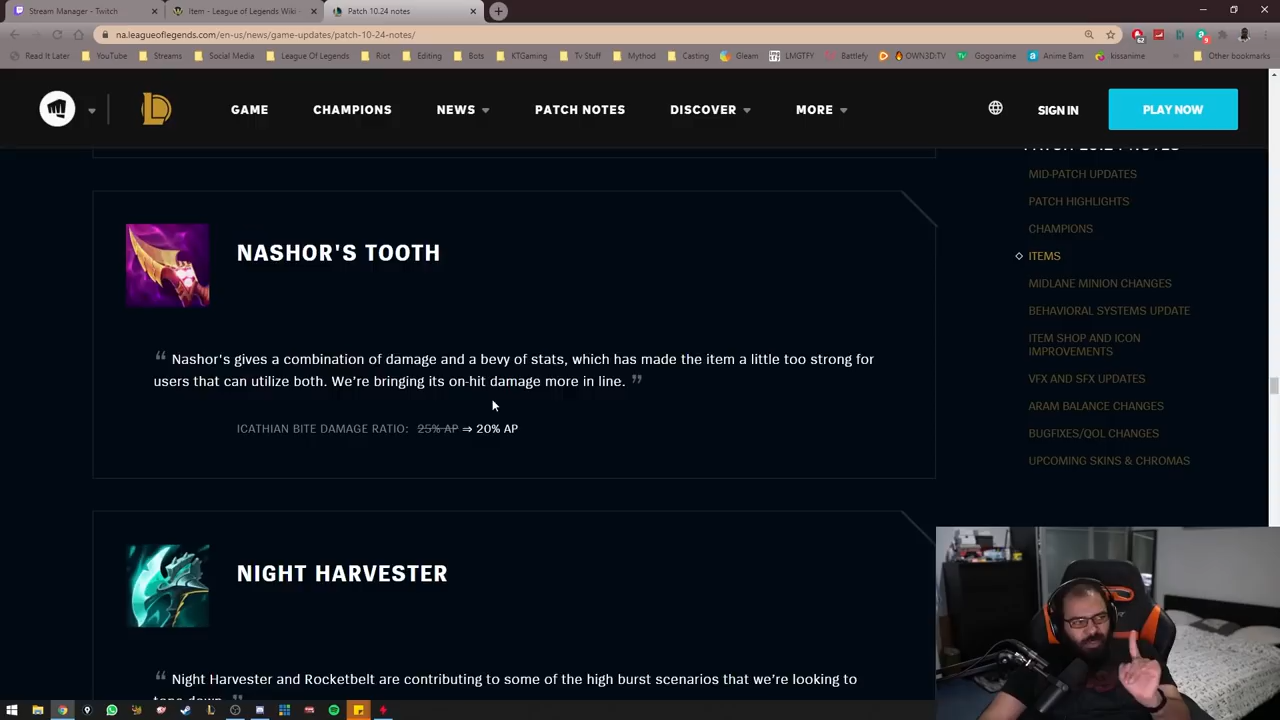 Stream Manager - Twitch
Item - League of Legends Wiki -
Patch 10.24 notes
na.leagueoflegends.com/en-us/news/game-updates/patch-10-24-notes/
Read It Later YouTube Streams Social Media League Of Legends Riot Editing Bots KTGaming Tv Stuff Mythod Casting Gleam LMGTFY Battlefy OWN3D:TV Gogoanime Anime Bam kissanime Other bookmarks
GAME CHAMPIONS NEWS PATCH NOTES DISCOVER MORE SIGN IN PLAY NOW
MID-PATCH UPDATES
PATCH HIGHLIGHTS
CHAMPIONS
ITEMS
MIDLANE MINION CHANGES
BEHAVIORAL SYSTEMS UPDATE
ITEM SHOP AND ICON
IMPROVEMENTS
VFX AND SFX UPDATES
ARAM BALANCE CHANGES
BUGFIXES/QOL CHANGES
UPCOMING SKINS & CHROMAS
NASHOR'S TOOTH
“ Nashor's gives a combination of damage and a bevy of stats, which has made the item a little too strong for
users that can utilize both. We’re bringing its on-hit damage more in line. ”
ICATHIAN BITE DAMAGE RATIO: 25% AP ⇒ 20% AP
NIGHT HARVESTER
“ Night Harvester and Rocketbelt are contributing to some of the high burst scenarios that we’re looking to